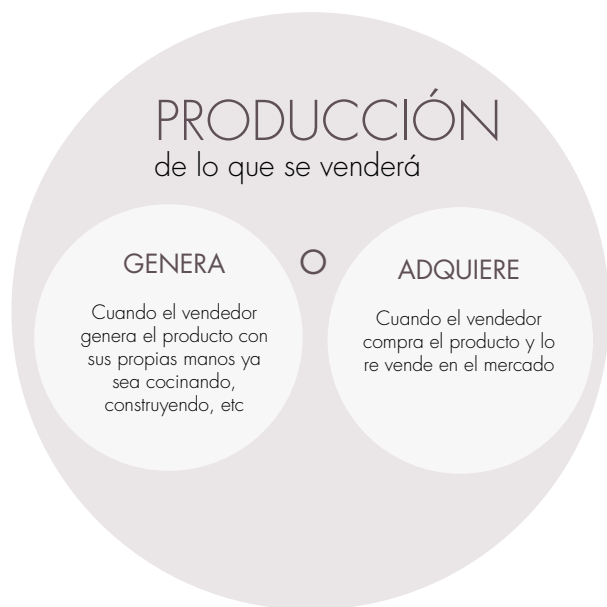 PRODUCCIÓN
de lo que se venderá
GENERA
Cuando el vendedor
genera el producto con
sus propias manos ya
sea cocinando,
construyendo, etc
O
ADQUIERE
Cuando el vendedor
compra el producto y lo
re vende en el mercado